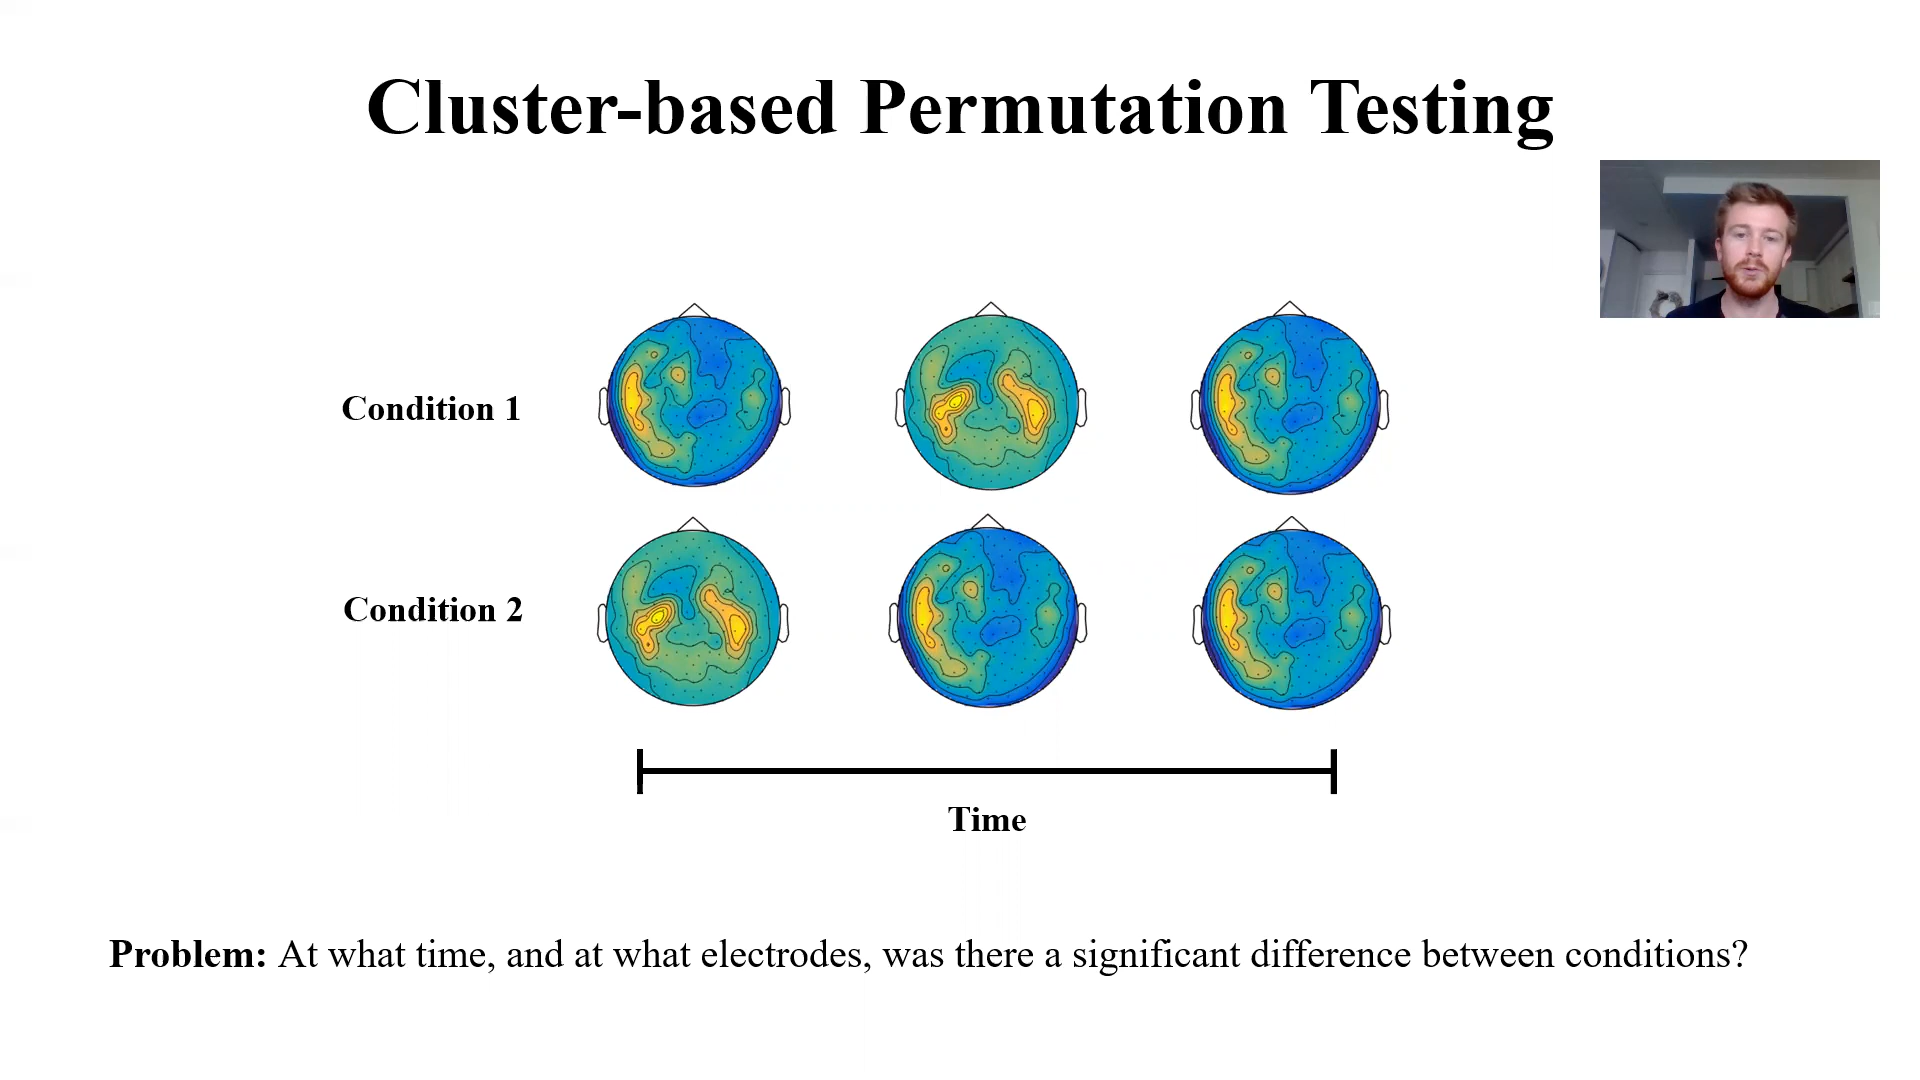 Cluster-based Permutation Testing
Condition 1
Condition 2
Time
Problem: At what time, and at what electrodes, was there a significant difference between conditions?